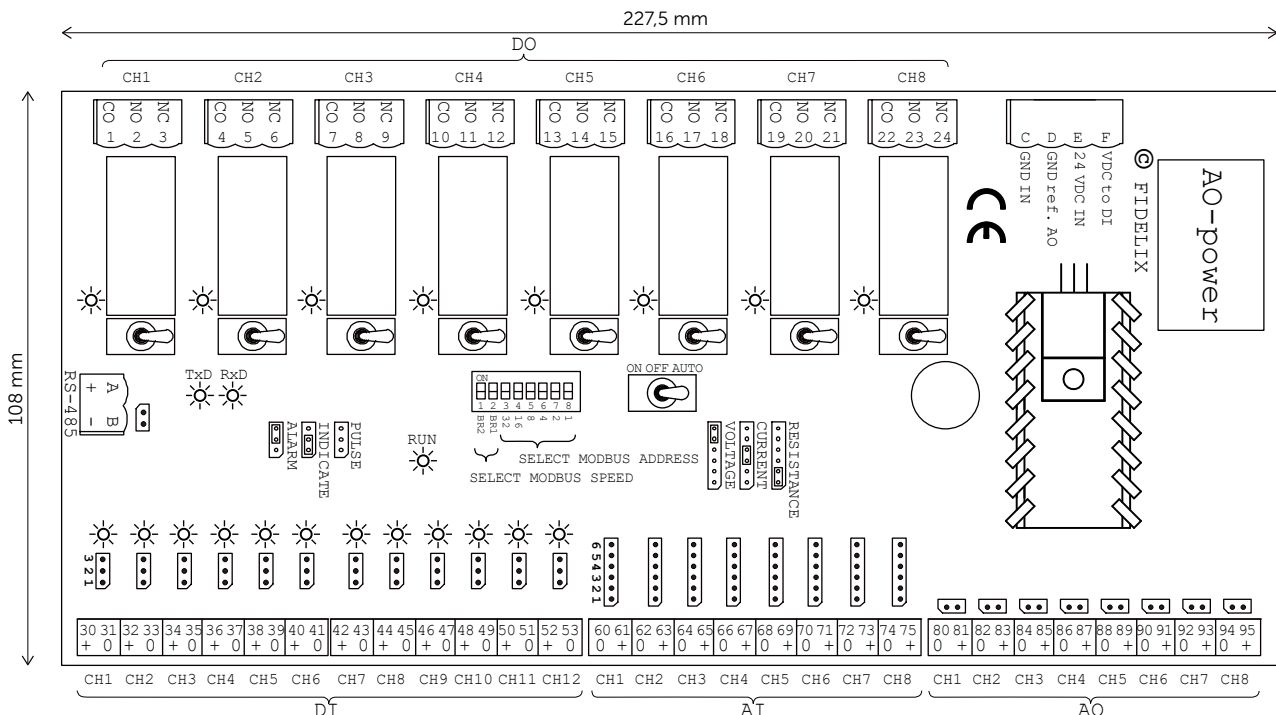 227,5 mm
DO
CH1 CH2 CH3 CH4 CH5 CH6 CH7 CH8
CO NO NC CO NO NC CO NO NC CO NO NC CO NO NC CO NO NC CO NO NC CO NO NC
1 2 3 4 5 6 7 8 9 10 11 12 13 14 15 16 17 18 19 20 21 22 23 24
C D E F
GND IN
GND ref. AO
24 VDC IN
VDC to DI
© FIDELIX
AO-power
108 mm
RS-485
+ A
- B
TxD RxD
ON
1 2 3 4 5 6 7 8
BR2 BR1 32 16 8 4 2 1
ON OFF AUTO
ALARM
INDICATE
PULSE
RUN
SELECT MODBUS ADDRESS
SELECT MODBUS SPEED
VOLTAGE
CURRENT
RESISTANCE
3 2 1
6 5 4 3 2 1
30 31 32 33 34 35 36 37 38 39 40 41 42 43 44 45 46 47 48 49 50 51 52 53
+ 0 + 0 + 0 + 0 + 0 + 0 + 0 + 0 + 0 + 0 + 0 + 0
60 61 62 63 64 65 66 67 68 69 70 71 72 73 74 75
0 + 0 + 0 + 0 + 0 + 0 + 0 + 0 +
80 81 82 83 84 85 86 87 88 89 90 91 92 93 94 95
0 + 0 + 0 + 0 + 0 + 0 + 0 + 0 +
CH1 CH2 CH3 CH4 CH5 CH6 CH7 CH8 CH9 CH10 CH11 CH12
CH1 CH2 CH3 CH4 CH5 CH6 CH7 CH8
CH1 CH2 CH3 CH4 CH5 CH6 CH7 CH8
DI
AI
AO